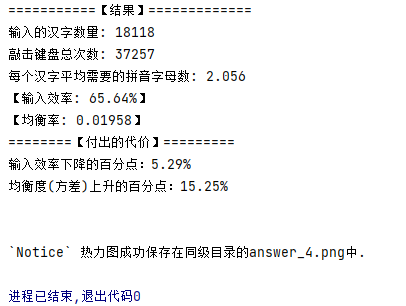 ===========【结果】=============
输入的汉字数量: 18118
敲击键盘总次数: 37257
每个汉字平均需要的拼音字母数: 2.056
【输入效率: 65.64%】
【均衡率: 0.01958】
========【付出的代价】=========
输入效率下降的百分点：5.29%
均衡度(方差)上升的百分点：15.25%
`Notice` 热力图成功保存在同级目录的answer_4.png中.
进程已结束,退出代码0